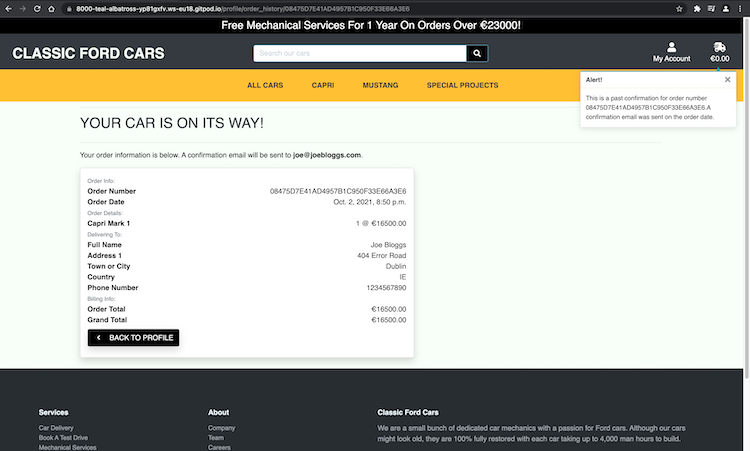 8000-teal-albatross-yp81gxfv.ws-eu18.gitpod.io/profile/order_history/08475D7E41AD4957B1C950F33E66A3E6
Free Mechanical Services For 1 Year On Orders Over €23000!
CLASSIC FORD CARS
Search our cars
My Account
€0.00
ALL CARS
CAPRI
MUSTANG
SPECIAL PROJECTS
Alert!
This is a past confirmation for order number
08475D7E41AD4957B1C950F33E66A3E6.A
confirmation email was sent on the order date.
YOUR CAR IS ON ITS WAY!
Your order information is below. A confirmation email will be sent to joe@joebloggs.com.
Order Info:
Order Number 08475D7E41AD4957B1C950F33E66A3E6
Order Date Oct. 2, 2021, 8:50 p.m.
Order Details:
Capri Mark 1 1 @ €16500.00
Delivering To:
Full Name Joe Bloggs
Address 1 404 Error Road
Town or City Dublin
Country IE
Phone Number 1234567890
Billing Info:
Order Total €16500.00
Grand Total €16500.00
BACK TO PROFILE
Services
Car Delivery
Book A Test Drive
Mechanical Services
About
Company
Team
Careers
Classic Ford Cars
We are a small bunch of dedicated car mechanics with a passion for Ford cars. Although our cars
might look old, they are 100% fully restored with each car taking up to 4,000 man hours to build.